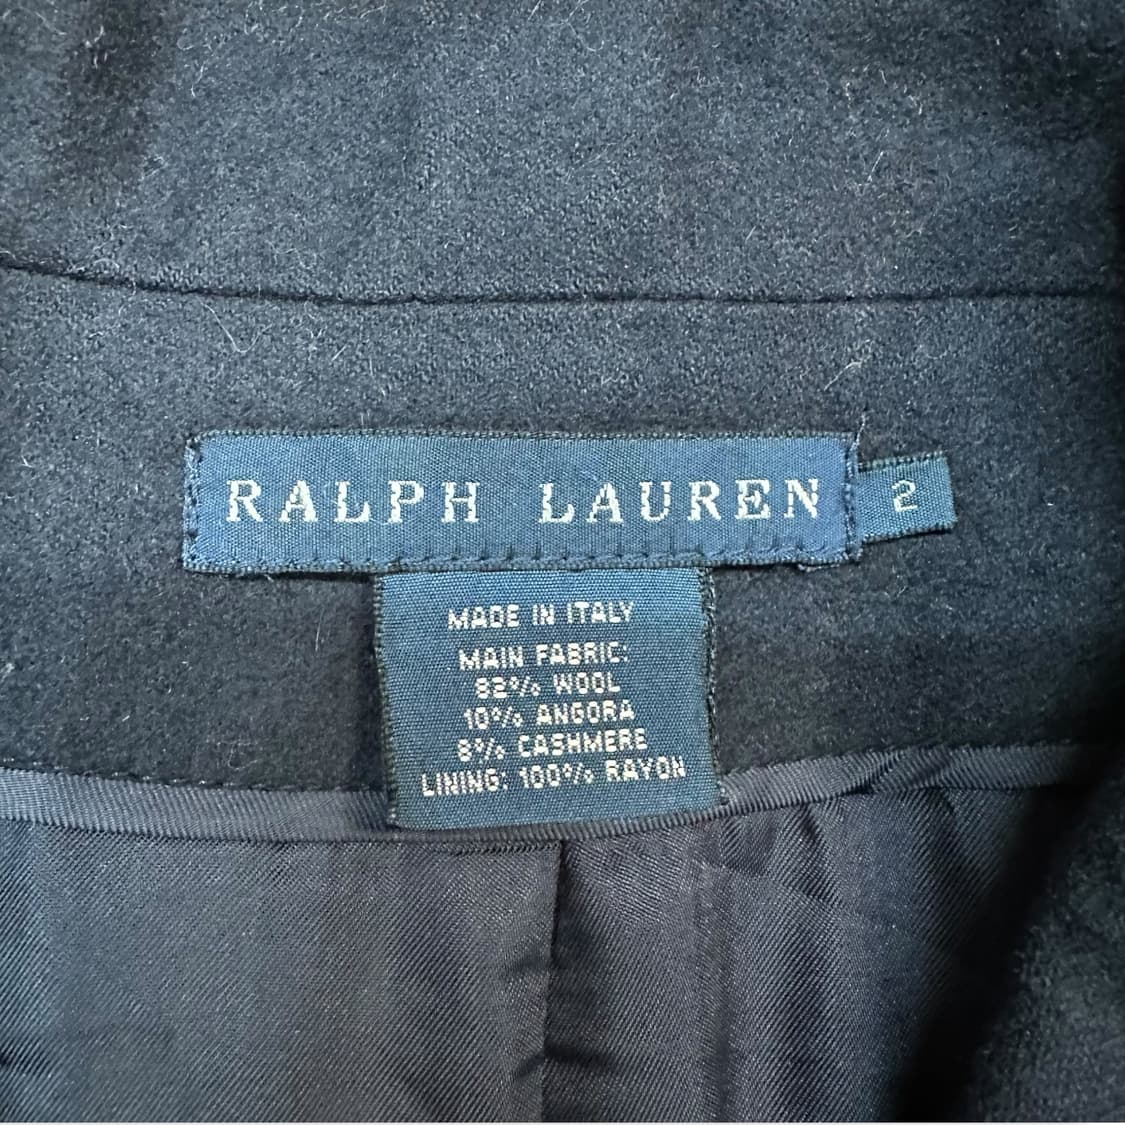 RALPH LAUREN
2
MADE IN ITALY
MAIN FABRIC:
82% WOOL
10% ANGORA
8% CASHMERE
LINING: 100% RAYON